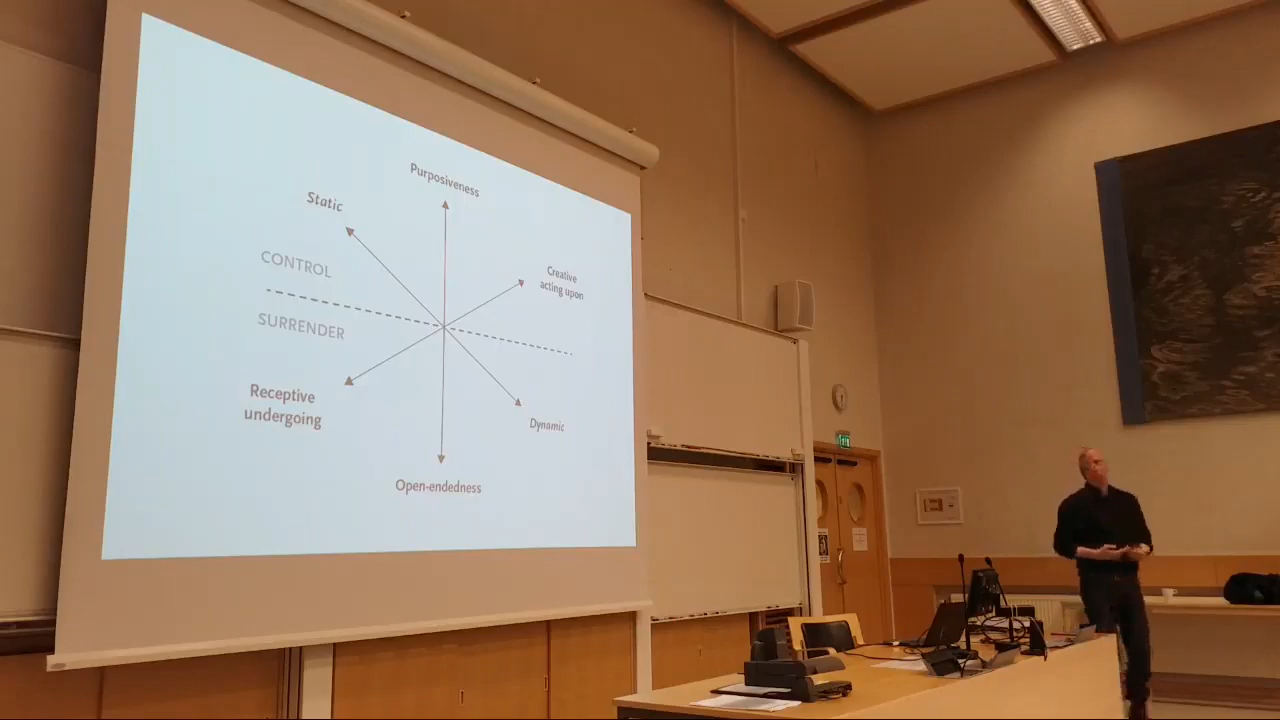 Purposiveness
Static
Creative
acting upon
CONTROL
SURRENDER
Receptive
undergoing
Dynamic
Open-endedness